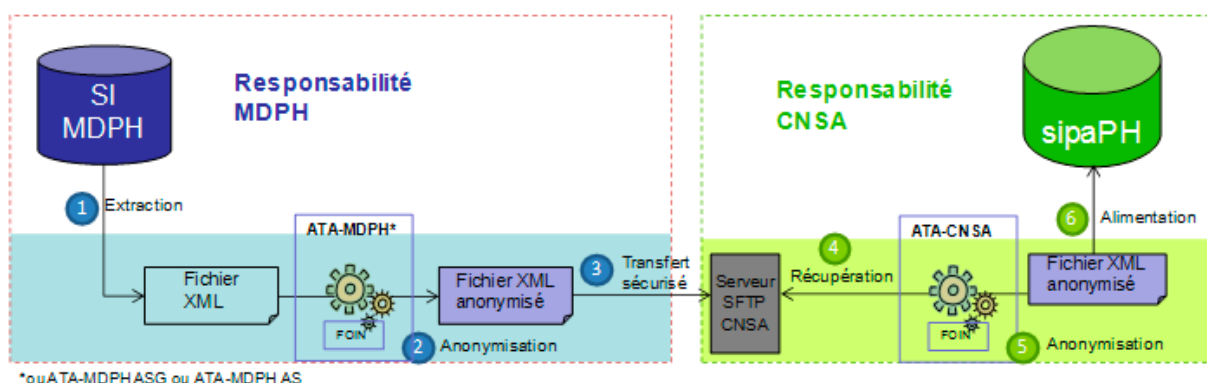 SI
MDPH
Responsabilité
MDPH
1
Extraction
ATA-MDPH*
Fichier
XML
FOIN
2
Anonymisation
Fichier XML
anonymisé
3
Transfert
sécurisé
Responsabilité
CNSA
sipaPH
6
Alimentation
4
Récupération
ATA-CNSA
Serveur
SFTP
CNSA
FOIN
Fichier XML
anonymisé
5
Anonymisation
*ou ATA-MDPH ASG ou ATA-MDPH AS